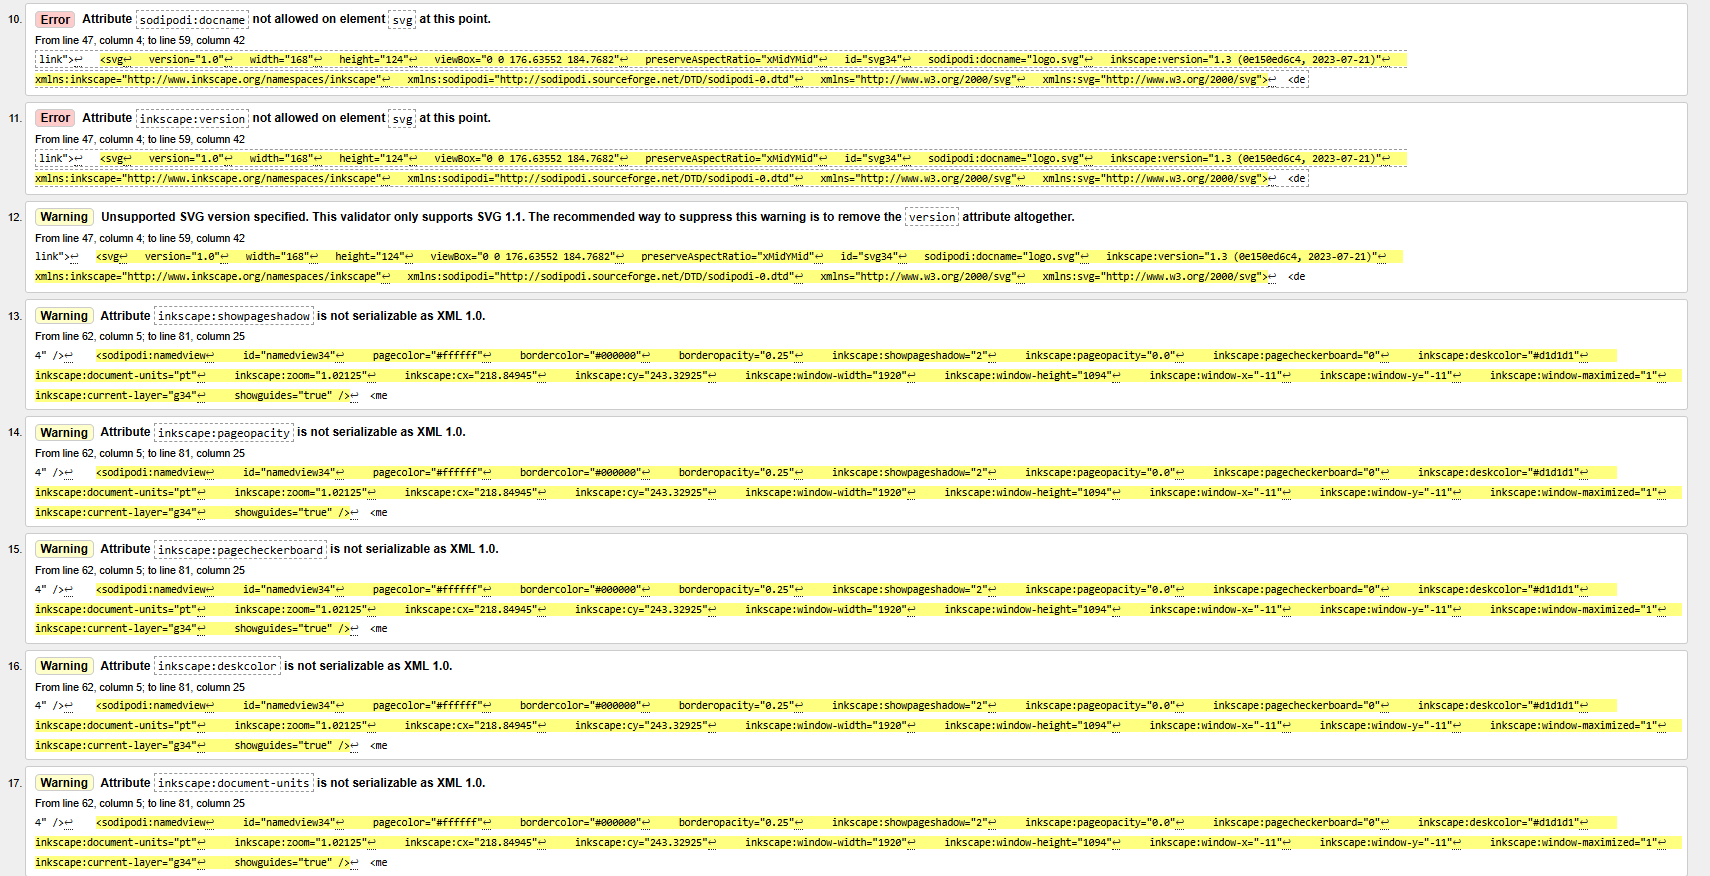 10. Error Attribute sodipodi:docname not allowed on element svg at this point.
From line 47, column 4; to line 59, column 42
link">↩ <svg↩ version="1.0"↩ width="168"↩ height="124"↩ viewBox="0 0 176.63552 184.7682"↩ preserveAspectRatio="xMidYMid"↩ id="svg34"↩ sodipodi:docname="logo.svg"↩ inkscape:version="1.3 (0e150ed6c4, 2023-07-21)"↩
xmlns:inkscape="http://www.inkscape.org/namespaces/inkscape"↩ xmlns:sodipodi="http://sodipodi.sourceforge.net/DTD/sodipodi-0.dtd"↩ xmlns="http://www.w3.org/2000/svg"↩ xmlns:svg="http://www.w3.org/2000/svg">↩ <de
11. Error Attribute inkscape:version not allowed on element svg at this point.
From line 47, column 4; to line 59, column 42
link">↩ <svg↩ version="1.0"↩ width="168"↩ height="124"↩ viewBox="0 0 176.63552 184.7682"↩ preserveAspectRatio="xMidYMid"↩ id="svg34"↩ sodipodi:docname="logo.svg"↩ inkscape:version="1.3 (0e150ed6c4, 2023-07-21)"↩
xmlns:inkscape="http://www.inkscape.org/namespaces/inkscape"↩ xmlns:sodipodi="http://sodipodi.sourceforge.net/DTD/sodipodi-0.dtd"↩ xmlns="http://www.w3.org/2000/svg"↩ xmlns:svg="http://www.w3.org/2000/svg">↩ <de
12. Warning Unsupported SVG version specified. This validator only supports SVG 1.1. The recommended way to suppress this warning is to remove the version attribute altogether.
From line 47, column 4; to line 59, column 42
link">↩ <svg↩ version="1.0"↩ width="168"↩ height="124"↩ viewBox="0 0 176.63552 184.7682"↩ preserveAspectRatio="xMidYMid"↩ id="svg34"↩ sodipodi:docname="logo.svg"↩ inkscape:version="1.3 (0e150ed6c4, 2023-07-21)"↩
xmlns:inkscape="http://www.inkscape.org/namespaces/inkscape"↩ xmlns:sodipodi="http://sodipodi.sourceforge.net/DTD/sodipodi-0.dtd"↩ xmlns="http://www.w3.org/2000/svg"↩ xmlns:svg="http://www.w3.org/2000/svg">↩ <de
13. Warning Attribute inkscape:showpageshadow is not serializable as XML 1.0.
From line 62, column 5; to line 81, column 25
4" />↩ <sodipodi:namedview↩ id="namedview34"↩ pagecolor="#ffffff"↩ bordercolor="#000000"↩ borderopacity="0.25"↩ inkscape:showpageshadow="2"↩ inkscape:pageopacity="0.0"↩ inkscape:pagecheckerboard="0"↩ inkscape:deskcolor="#d1d1d1"↩
inkscape:document-units="pt"↩ inkscape:zoom="1.02125"↩ inkscape:cx="218.84945"↩ inkscape:cy="243.32925"↩ inkscape:window-width="1920"↩ inkscape:window-height="1094"↩ inkscape:window-x="-11"↩ inkscape:window-y="-11"↩ inkscape:window-maximized="1"↩
inkscape:current-layer="g34"↩ showguides="true" />↩ <me
14. Warning Attribute inkscape:pageopacity is not serializable as XML 1.0.
From line 62, column 5; to line 81, column 25
4" />↩ <sodipodi:namedview↩ id="namedview34"↩ pagecolor="#ffffff"↩ bordercolor="#000000"↩ borderopacity="0.25"↩ inkscape:showpageshadow="2"↩ inkscape:pageopacity="0.0"↩ inkscape:pagecheckerboard="0"↩ inkscape:deskcolor="#d1d1d1"↩
inkscape:document-units="pt"↩ inkscape:zoom="1.02125"↩ inkscape:cx="218.84945"↩ inkscape:cy="243.32925"↩ inkscape:window-width="1920"↩ inkscape:window-height="1094"↩ inkscape:window-x="-11"↩ inkscape:window-y="-11"↩ inkscape:window-maximized="1"↩
inkscape:current-layer="g34"↩ showguides="true" />↩ <me
15. Warning Attribute inkscape:pagecheckerboard is not serializable as XML 1.0.
From line 62, column 5; to line 81, column 25
4" />↩ <sodipodi:namedview↩ id="namedview34"↩ pagecolor="#ffffff"↩ bordercolor="#000000"↩ borderopacity="0.25"↩ inkscape:showpageshadow="2"↩ inkscape:pageopacity="0.0"↩ inkscape:pagecheckerboard="0"↩ inkscape:deskcolor="#d1d1d1"↩
inkscape:document-units="pt"↩ inkscape:zoom="1.02125"↩ inkscape:cx="218.84945"↩ inkscape:cy="243.32925"↩ inkscape:window-width="1920"↩ inkscape:window-height="1094"↩ inkscape:window-x="-11"↩ inkscape:window-y="-11"↩ inkscape:window-maximized="1"↩
inkscape:current-layer="g34"↩ showguides="true" />↩ <me
16. Warning Attribute inkscape:deskcolor is not serializable as XML 1.0.
From line 62, column 5; to line 81, column 25
4" />↩ <sodipodi:namedview↩ id="namedview34"↩ pagecolor="#ffffff"↩ bordercolor="#000000"↩ borderopacity="0.25"↩ inkscape:showpageshadow="2"↩ inkscape:pageopacity="0.0"↩ inkscape:pagecheckerboard="0"↩ inkscape:deskcolor="#d1d1d1"↩
inkscape:document-units="pt"↩ inkscape:zoom="1.02125"↩ inkscape:cx="218.84945"↩ inkscape:cy="243.32925"↩ inkscape:window-width="1920"↩ inkscape:window-height="1094"↩ inkscape:window-x="-11"↩ inkscape:window-y="-11"↩ inkscape:window-maximized="1"↩
inkscape:current-layer="g34"↩ showguides="true" />↩ <me
17. Warning Attribute inkscape:document-units is not serializable as XML 1.0.
From line 62, column 5; to line 81, column 25
4" />↩ <sodipodi:namedview↩ id="namedview34"↩ pagecolor="#ffffff"↩ bordercolor="#000000"↩ borderopacity="0.25"↩ inkscape:showpageshadow="2"↩ inkscape:pageopacity="0.0"↩ inkscape:pagecheckerboard="0"↩ inkscape:deskcolor="#d1d1d1"↩
inkscape:document-units="pt"↩ inkscape:zoom="1.02125"↩ inkscape:cx="218.84945"↩ inkscape:cy="243.32925"↩ inkscape:window-width="1920"↩ inkscape:window-height="1094"↩ inkscape:window-x="-11"↩ inkscape:window-y="-11"↩ inkscape:window-maximized="1"↩
inkscape:current-layer="g34"↩ showguides="true" />↩ <me